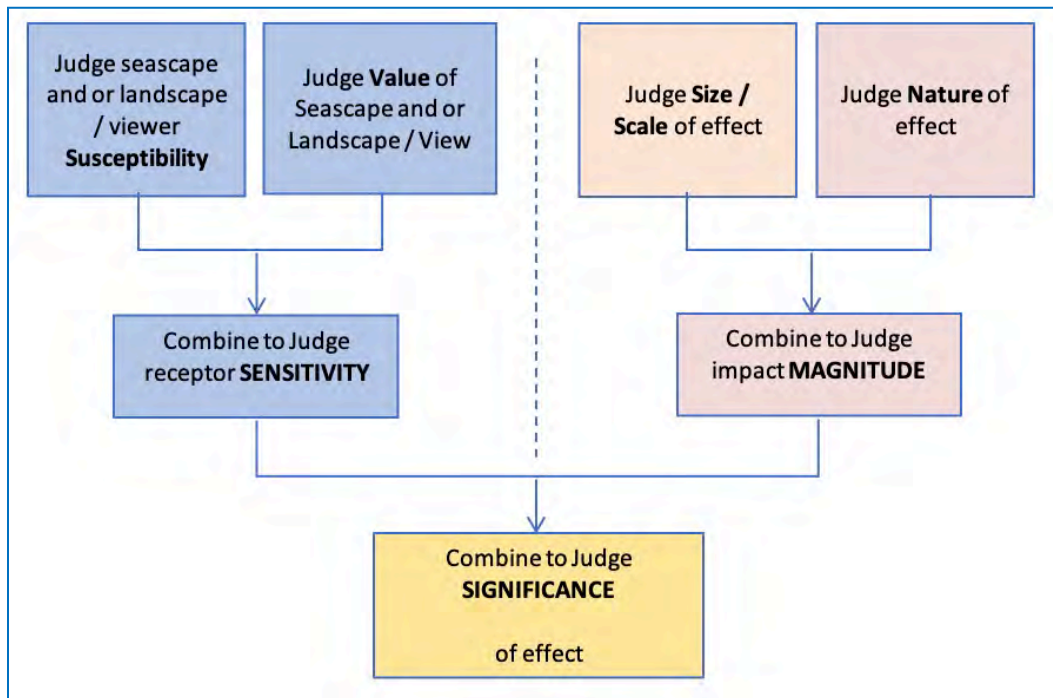 Judge seascape
and or landscape
/ viewer
Susceptibility
Judge Value of
Seascape and or
Landscape / View
Judge Size /
Scale of effect
Judge Nature of
effect
Combine to Judge
receptor SENSITIVITY
Combine to Judge
impact MAGNITUDE
Combine to Judge
SIGNIFICANCE
of effect